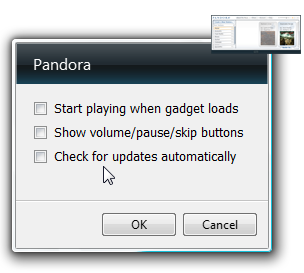 Pandora
Start playing when gadget loads
Show volume/pause/skip buttons
Check for updates automatically
OK
Cancel